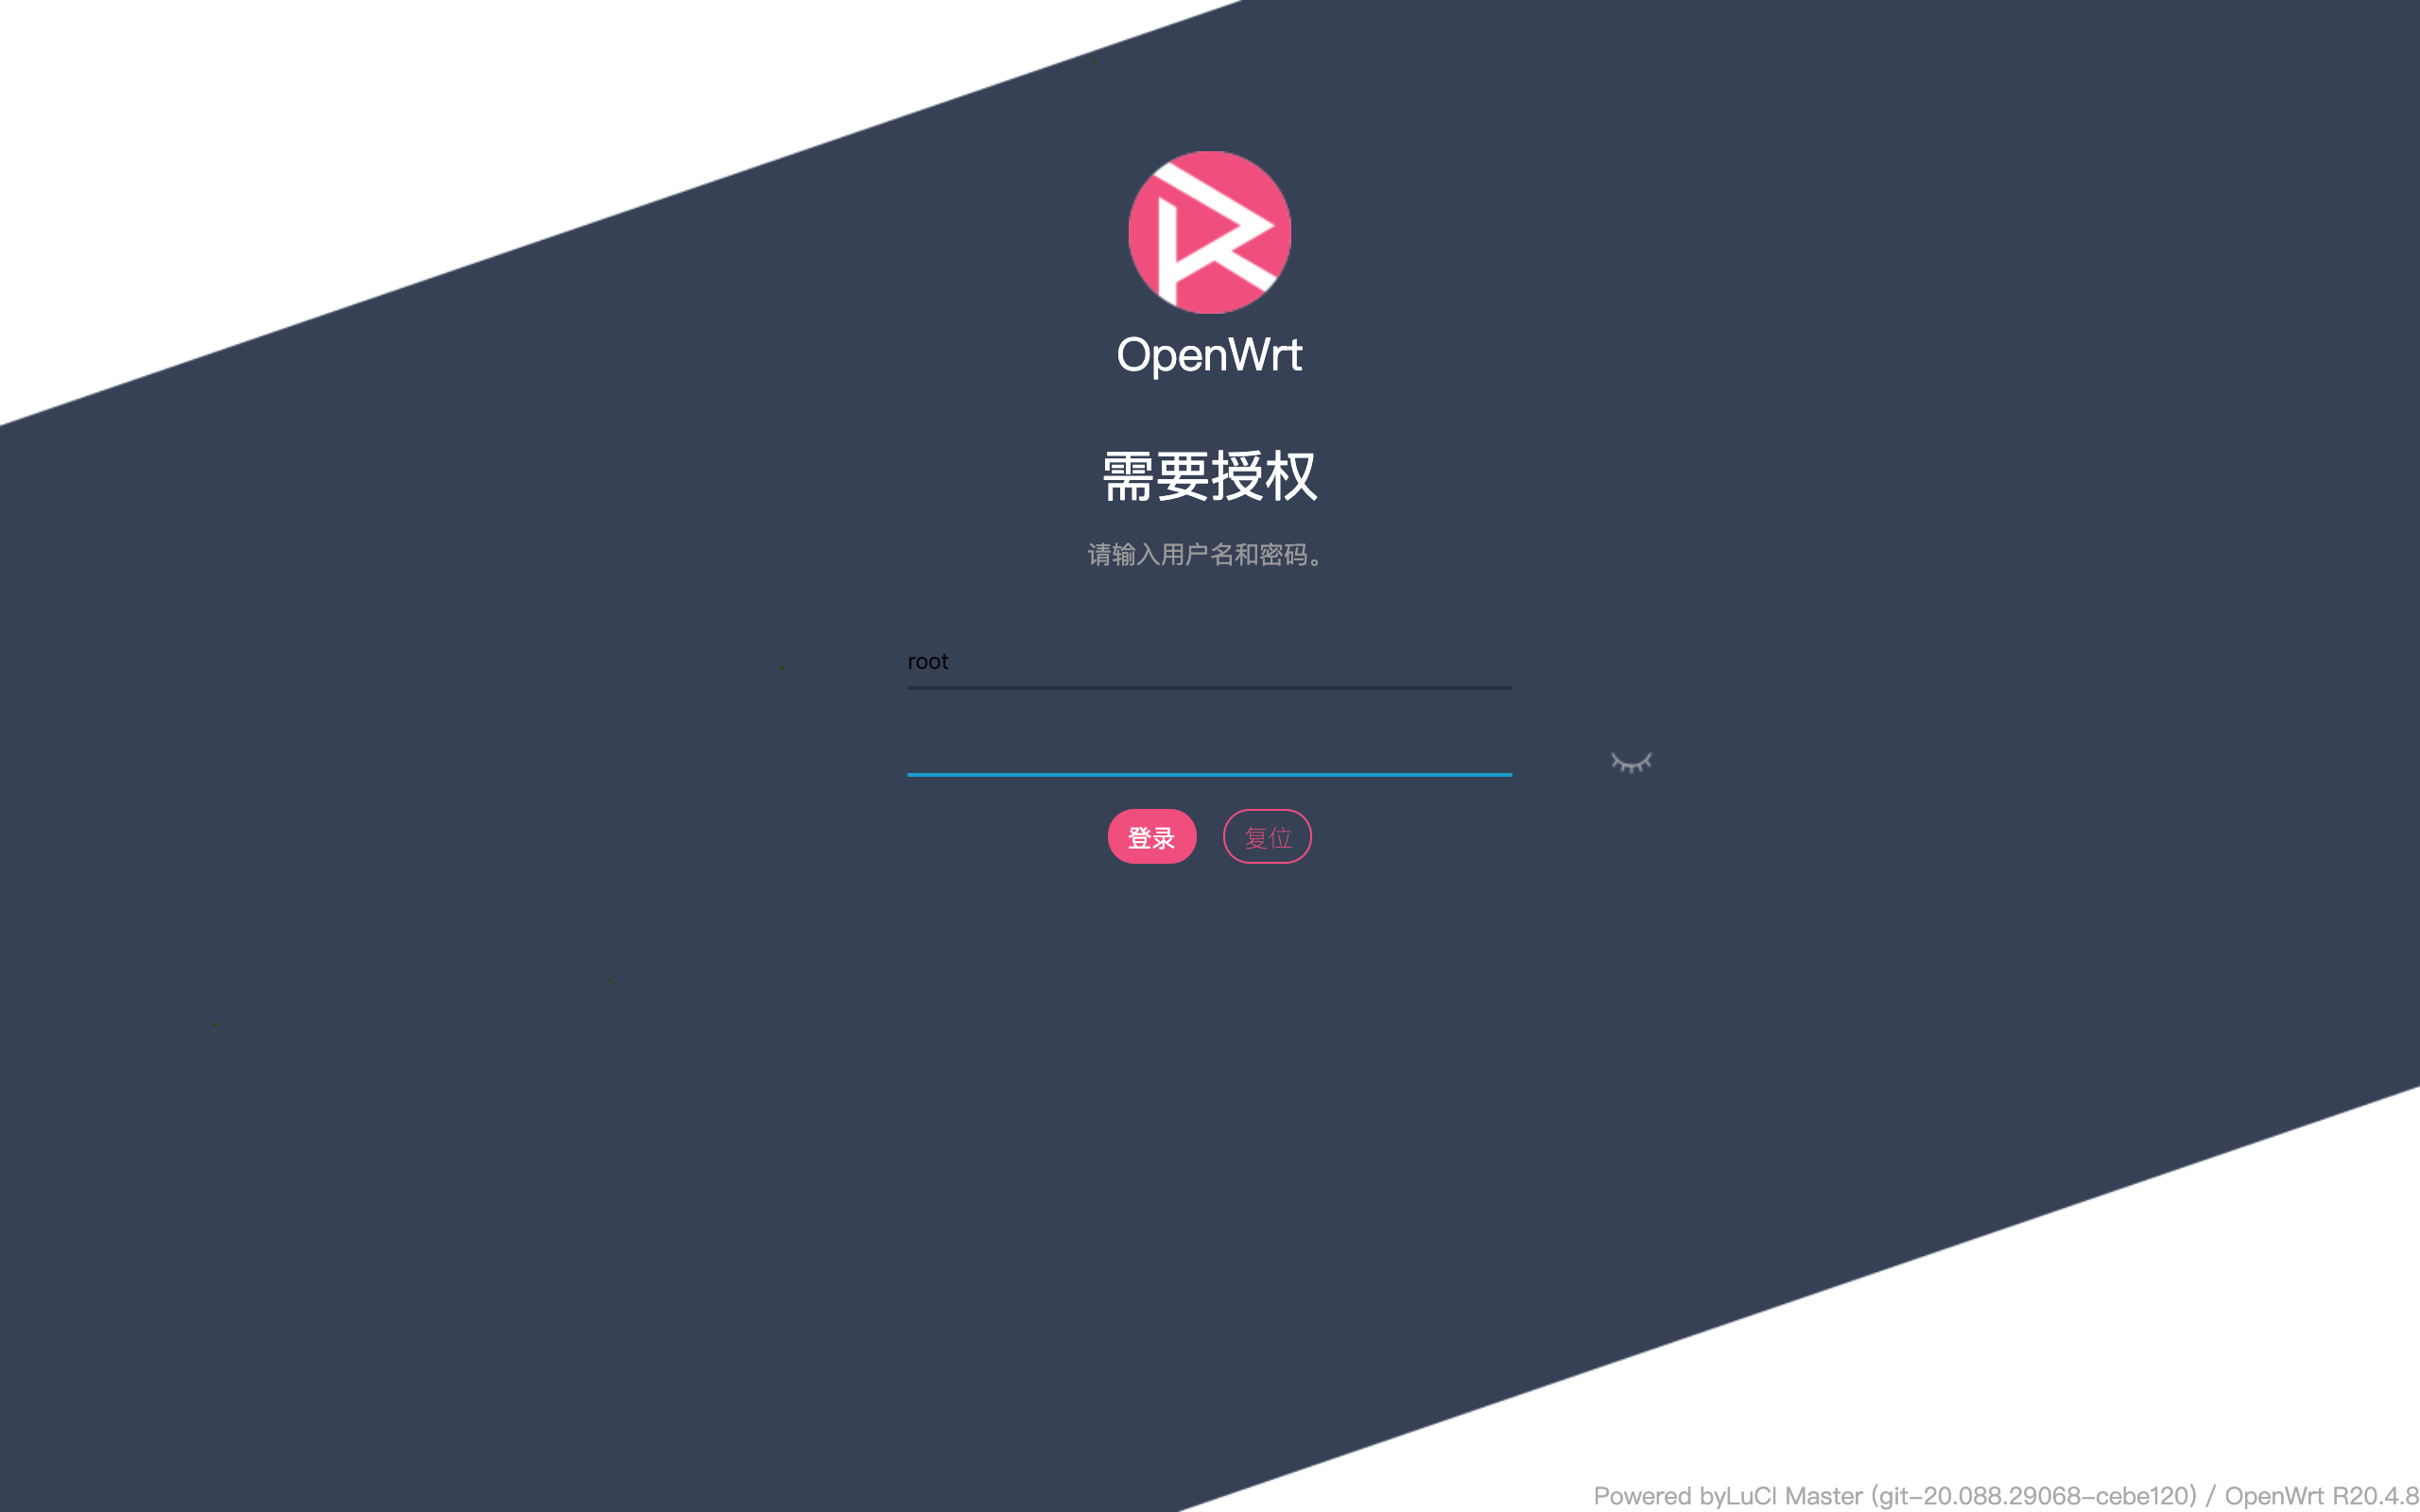 OpenWrt
需要授权
请输入用户名和密码。
root
登录 复位
Powered byLuCI Master (git-20.088.29068-cebe120) / OpenWrt R20.4.8